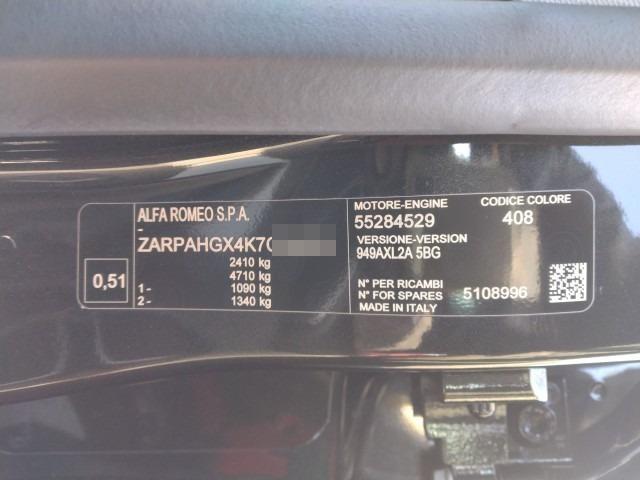 ALFA ROMEO S.P.A.
-
ZARPAHGX4K7
2410 kg
4710 kg
1- 1090 kg
2- 1340 kg
0,51
MOTORE-ENGINE
55284529
CODICE COLORE
408
VERSIONE-VERSION
949AXL2A 5BG
N° PER RICAMBI
N° FOR SPARES 5108996
MADE IN ITALY